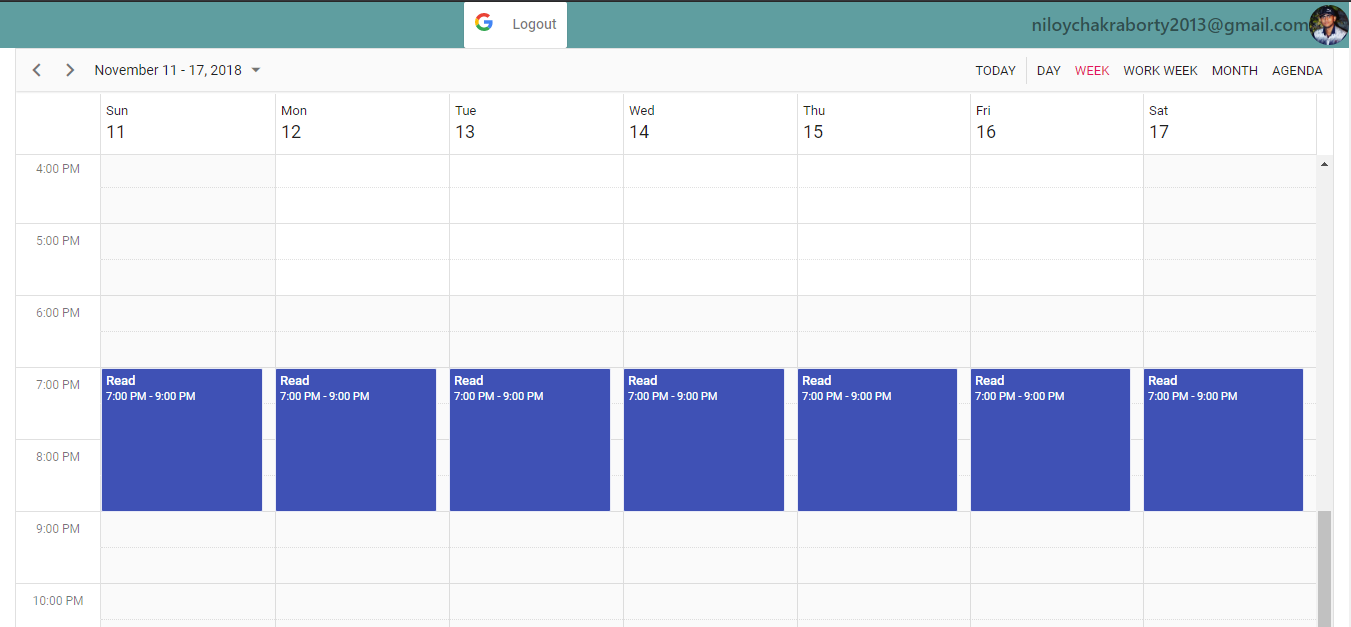 Logout
niloychakraborty2013@gmail.com
November 11 - 17, 2018
TODAY DAY WEEK WORK WEEK MONTH AGENDA
Sun Mon Tue Wed Thu Fri Sat
11 12 13 14 15 16 17
4:00 PM
5:00 PM
6:00 PM
7:00 PM
Read Read Read Read Read Read Read
7:00 PM - 9:00 PM 7:00 PM - 9:00 PM 7:00 PM - 9:00 PM 7:00 PM - 9:00 PM 7:00 PM - 9:00 PM 7:00 PM - 9:00 PM 7:00 PM - 9:00 PM
8:00 PM
9:00 PM
10:00 PM